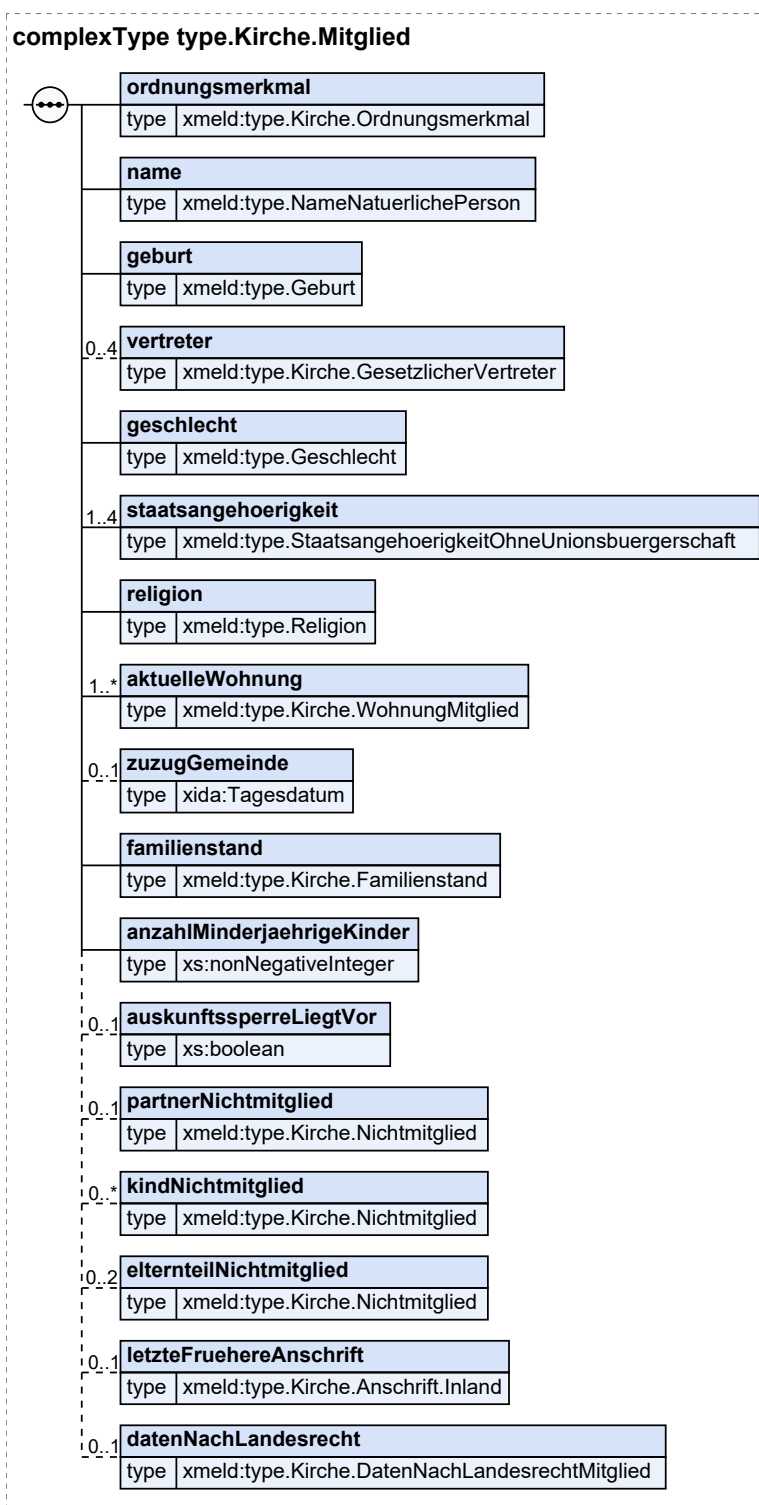 complexType type.Kirche.Mitglied
ordnungsmerkmal
type xmeld:type.Kirche.Ordnungsmerkmal
name
type xmeld:type.NameNatuerlichePerson
geburt
type xmeld:type.Geburt
0..4 vertreter
type xmeld:type.Kirche.GesetzlicherVertreter
geschlecht
type xmeld:type.Geschlecht
1..4 staatsangehoerigkeit
type xmeld:type.StaatsangehoerigkeitOhneUnionsbuergerschaft
religion
type xmeld:type.Religion
1..* aktuelleWohnung
type xmeld:type.Kirche.WohnungMitglied
0..1 zuzugGemeinde
type xida:Tagesdatum
familienstand
type xmeld:type.Kirche.Familienstand
anzahlMinderjaehrigeKinder
type xs:nonNegativeInteger
0..1 auskunftssperreLiegtVor
type xs:boolean
0..1 partnerNichtmitglied
type xmeld:type.Kirche.Nichtmitglied
0..* kindNichtmitglied
type xmeld:type.Kirche.Nichtmitglied
0..2 elternteilNichtmitglied
type xmeld:type.Kirche.Nichtmitglied
0..1 letzteFruehereAnschrift
type xmeld:type.Kirche.Anschrift.Inland
0..1 datenNachLandesrecht
type xmeld:type.Kirche.DatenNachLandesrechtMitglied